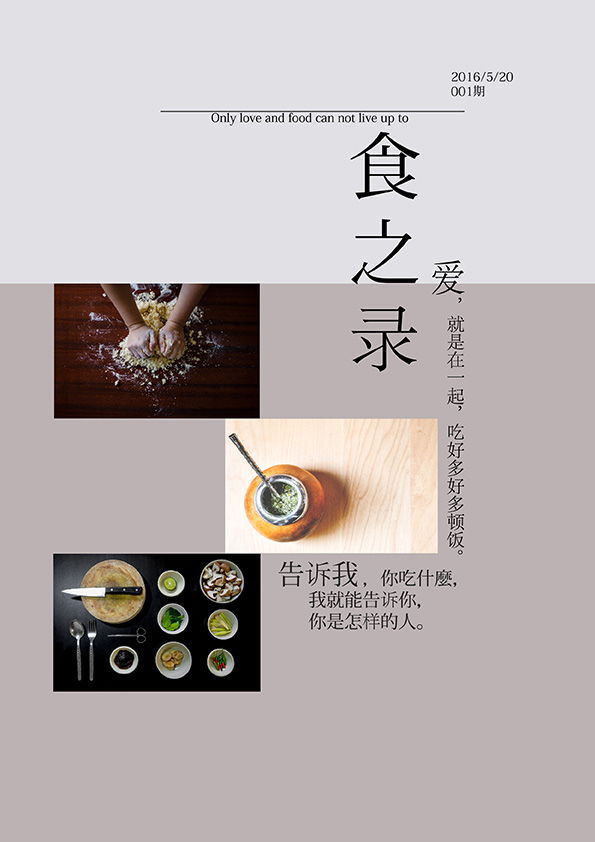 2016/5/20
001期
Only love and food can not live up to
食之录
爱，就是在一起，吃好多好多顿饭。
告诉我，你吃什麼，
我就能告诉你，
你是怎样的人。